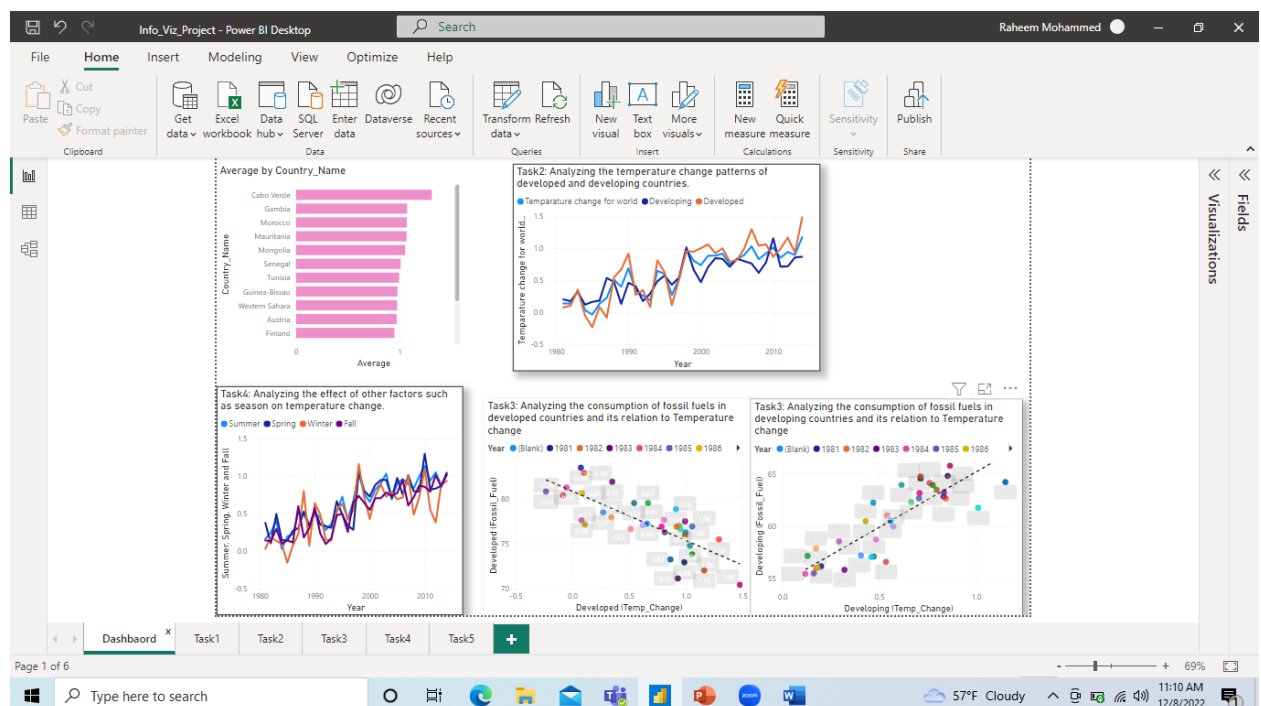 Info_Viz_Project - Power BI Desktop
Search
Raheem Mohammed
File Home Insert Modeling View Optimize Help
Paste
Cut
Copy
Format painter
Clipboard
Get data
Excel workbook
Data hub
SQL Server
Enter data
Dataverse
Recent sources
Data
Transform data
Refresh
Queries
New visual
Text box
More visuals
Insert
New measure
Quick measure
Calculations
Sensitivity
Sensitivity
Publish
Share
Visualizations
Fields
Average by Country_Name
Country_Name
Cabo Verde
Gambia
Morocco
Mauritania
Mongolia
Senegal
Tunisia
Guinea-Bissau
Western Sahara
Austria
Finland
0 1
Average
Task2: Analyzing the temperature change patterns of
developed and developing countries.
Temparature change for world Developing Developed
Temparature change for world...
1.5
1.0
0.5
0.0
-0.5
1980 1990 2000 2010
Year
Task4: Analyzing the effect of other factors such
as season on temperature change.
Summer Spring Winter Fall
Summer, Spring, Winter and Fall
1.5
1.0
0.5
0.0
-0.5
1980 1990 2000 2010
Year
Task3: Analyzing the consumption of fossil fuels in
developed countries and its relation to Temperature
change
Year (Blank) 1981 1982 1983 1984 1985 1986
Developed (Fossil_Fuel)
80
75
70
-0.5 0.0 0.5 1.0 1.5
Developed (Temp_Change)
Task3: Analyzing the consumption of fossil fuels in
developing countries and its relation to Temperature
change
Year (Blank) 1981 1982 1983 1984 1985 1986
Developing (Fossil_Fuel)
65
60
55
0.0 0.5 1.0
Developing (Temp_Change)
Dashbaord x Task1 Task2 Task3 Task4 Task5 +
Page 1 of 6
- + 69%
Type here to search
zoom
57°F Cloudy
11:10 AM
12/8/2022
1